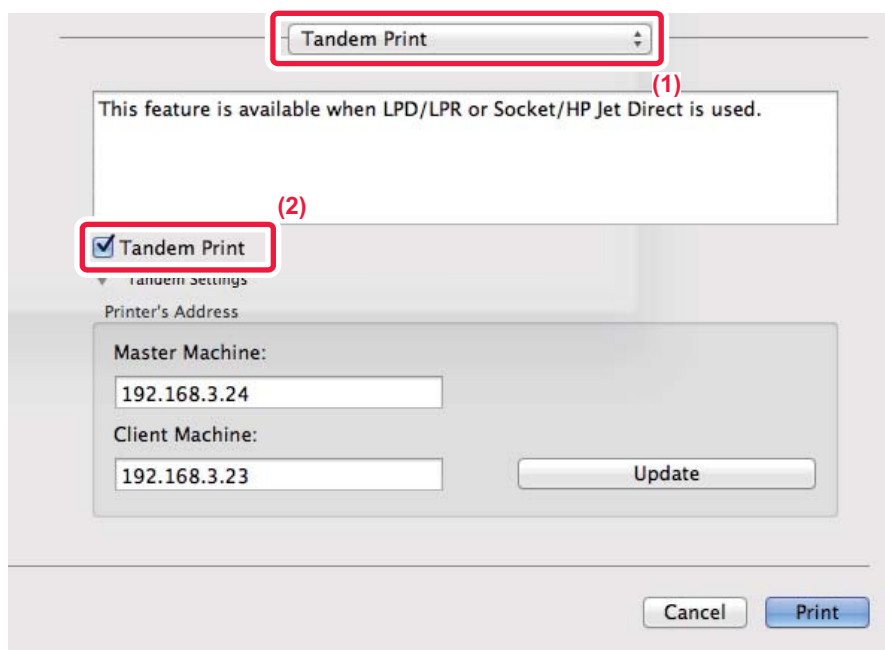 Tandem Print
(1)
This feature is available when LPD/LPR or Socket/HP Jet Direct is used.
(2)
Tandem Print
Tandem Settings
Printer's Address
Master Machine:
192.168.3.24
Client Machine:
192.168.3.23
Update
Cancel
Print